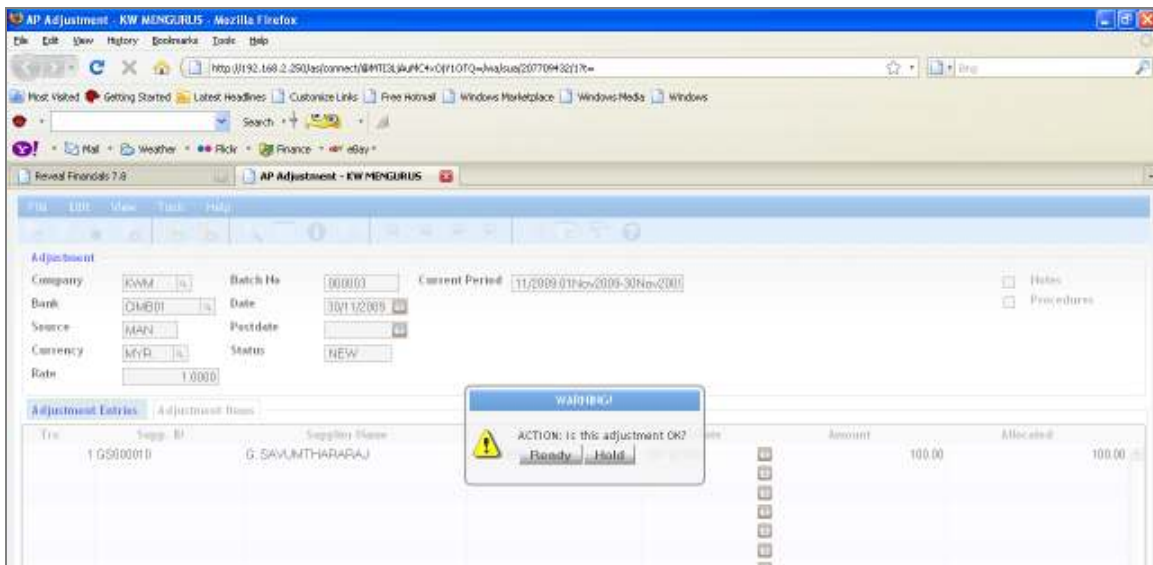 AP Adjustment - KW MENGURUS - Mozilla Firefox
File Edit View History Bookmarks Tools Help
Most Visited Getting Started Latest Headlines Customize Links Free Hotmail Windows Marketplace Windows Media Windows
Search
Y! Mail Weather Flickr Finance eBay
Reveal Financials 7.8 AP Adjustment - KW MENGURUS
File Edit View Tools Help
Adjustment
Company KWM Batch No 000003 Current Period 11/2009 01Nov2009-30Nov2009 Notes
Bank CIMB01 Date 30/11/2009 Procedures
Source MAN Postdate
Currency MYR Status NEW
Rate 1.0000
WARNING!
Adjustment Entries Adjustment Items
Trx Supp. ID Supplier Name Amount Allocated
ACTION: Is this adjustment OK?
1 GS000010 G. SAVUMTHARARAJ 100.00 100.00
Ready Hold